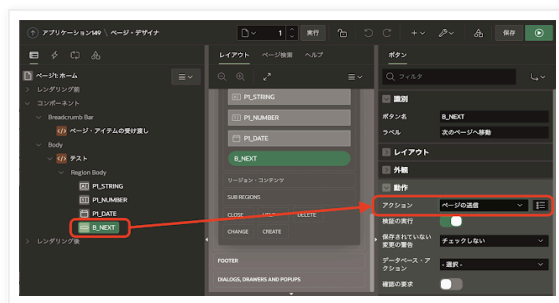 アプリケーション149 \ ページ・デザイナ
1
実行
保存
ページ1: ホーム
レンダリング前
コンポーネント
Breadcrumb Bar
ページ・アイテムの受け渡し
Body
テスト
Region Body
P1_STRING
P1_NUMBER
P1_DATE
B_NEXT
レンダリング後
レイアウト
ページ検索
ヘルプ
P1_STRING
P1_NUMBER
P1_DATE
B_NEXT
リージョン・コンテンツ
SUB REGIONS
CLOSE
HELP
DELETE
CHANGE
CREATE
FOOTER
DIALOGS, DRAWERS AND POPUPS
ボタン
フィルタ
識別
ボタン名
B_NEXT
ラベル
次のページへ移動
レイアウト
外観
動作
アクション
ページの送信
検証の実行
保存されていない
変更の警告
チェックしない
データベース・ア
クション
- 選択 -
確認の要求